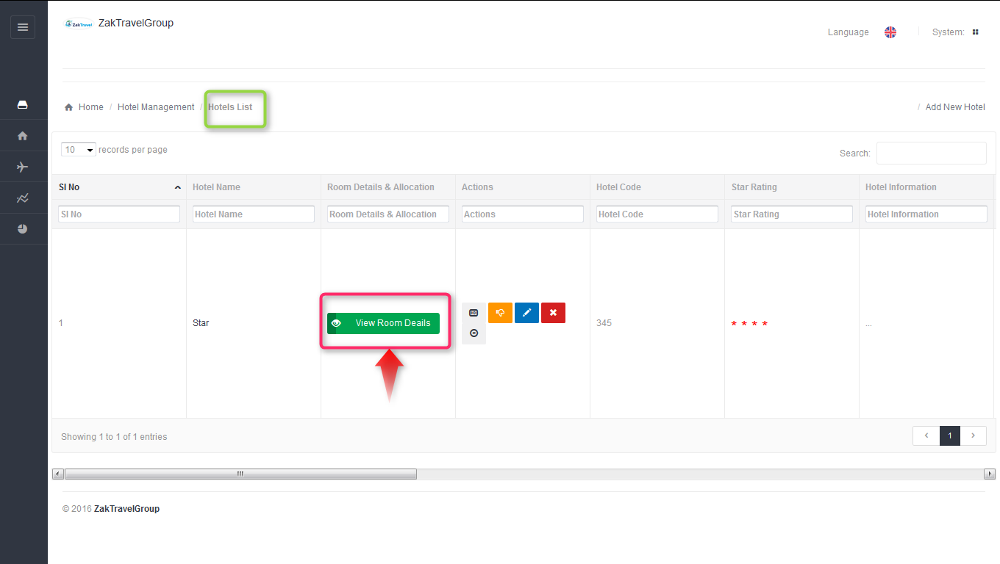 ZakTravel ZakTravelGroup
Language System:
Home / Hotel Management / Hotels List / Add New Hotel
10 records per page Search:
Sl No Hotel Name Room Details & Allocation Actions Hotel Code Star Rating Hotel Information
Sl No Hotel Name Room Details & Allocation Actions Hotel Code Star Rating Hotel Information
1 Star View Room Deails 345 * * * * ...
Showing 1 to 1 of 1 entries 1
© 2016 ZakTravelGroup